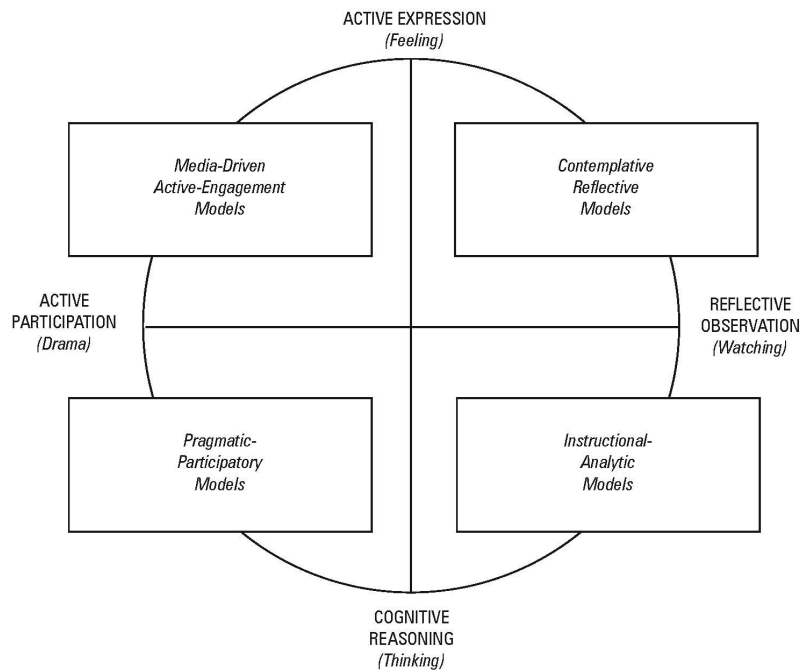 ACTIVE EXPRESSION
(Feeling)
Media-Driven
Active-Engagement
Models
Contemplative
Reflective
Models
ACTIVE
PARTICIPATION
(Drama)
REFLECTIVE
OBSERVATION
(Watching)
Pragmatic-
Participatory
Models
Instructional-
Analytic
Models
COGNITIVE
REASONING
(Thinking)